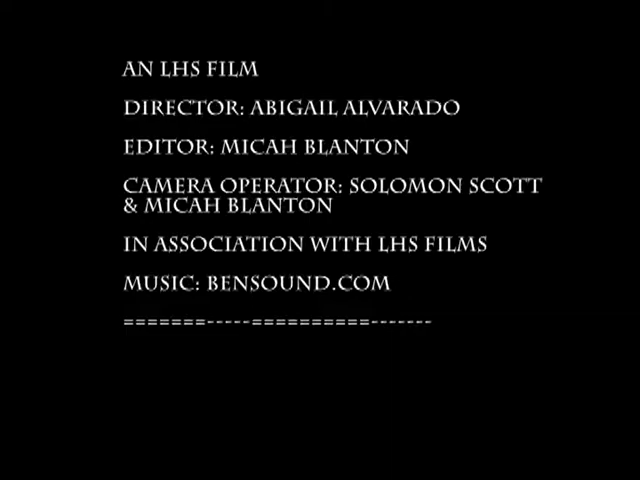 AN LHS FILM
DIRECTOR: ABIGAIL ALVARADO
EDITOR: MICAH BLANTON
CAMERA OPERATOR: SOLOMON SCOTT
& MICAH BLANTON
IN ASSOCIATION WITH LHS FILMS
MUSIC: BENSOUND.COM
=======-----==========-------